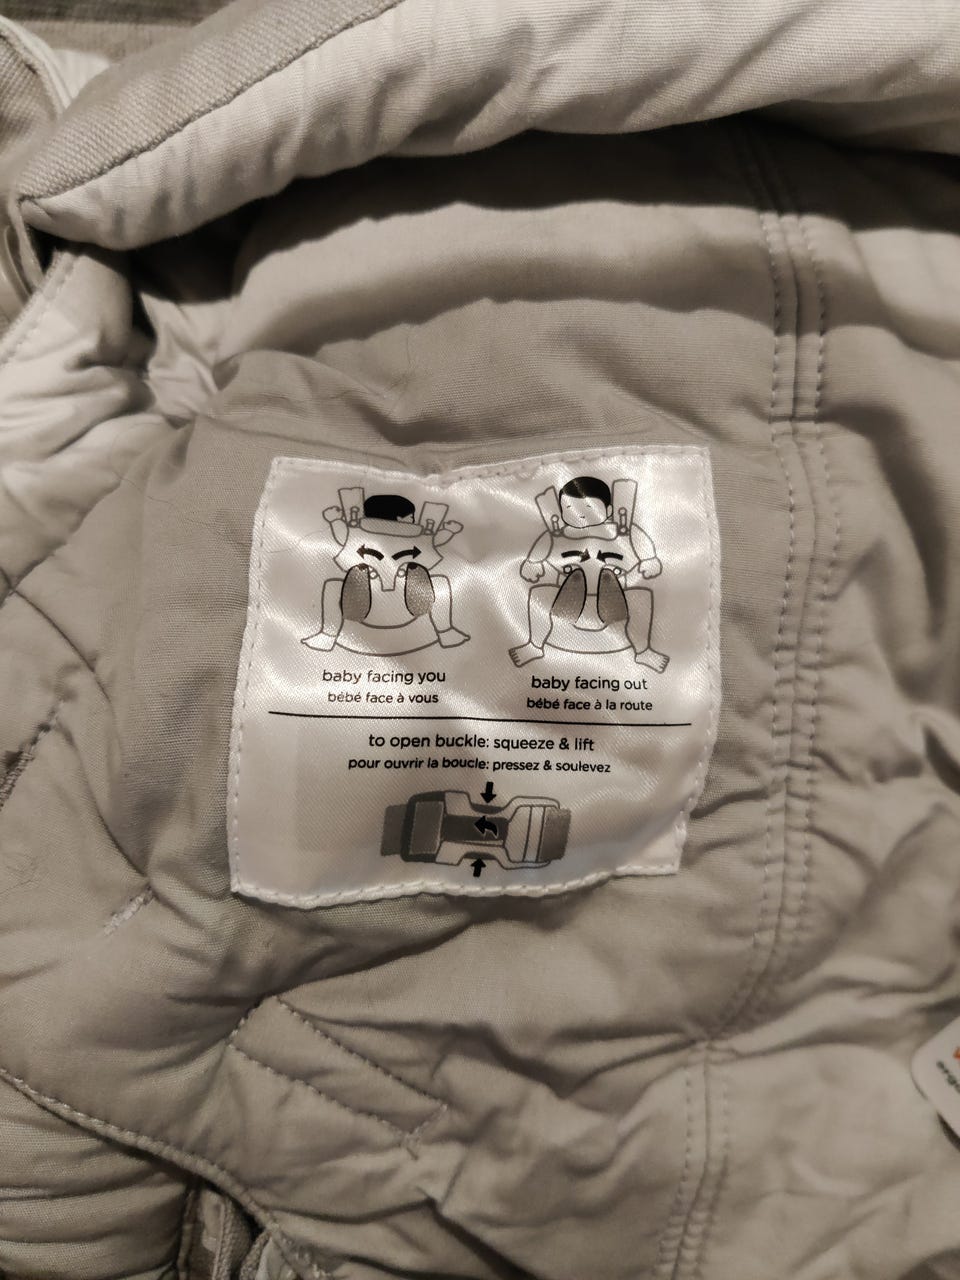 baby facing you
bébé face à vous
baby facing out
bébé face à la route
to open buckle: squeeze & lift
pour ouvrir la boucle: pressez & soulevez